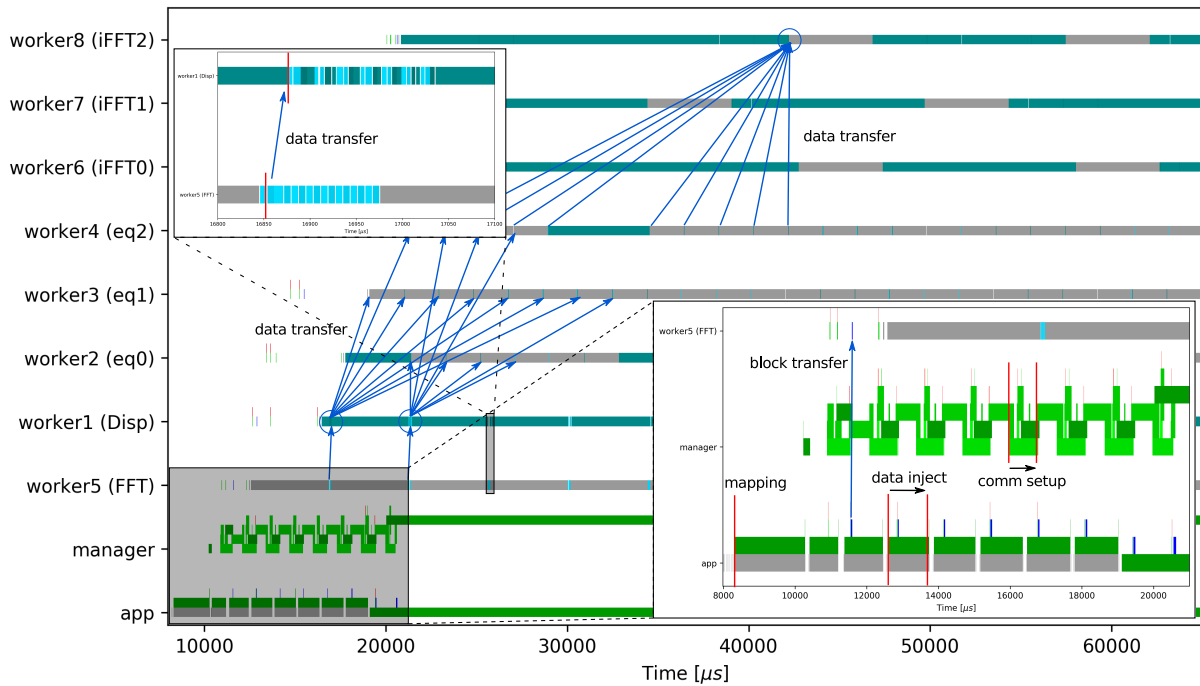 worker8 (iFFT2)
worker7 (iFFT1)
worker6 (iFFT0)
worker4 (eq2)
worker3 (eq1)
worker2 (eq0)
worker1 (Disp)
worker5 (FFT)
manager
app
10000 20000 30000 40000 50000 60000
Time [μs]
data transfer
data transfer
worker1 (Disp)
data transfer
worker5 (FFT)
16800 16850 16900 16950 17000 17050 17100
Time [μs]
worker5 (FFT)
block transfer
manager
mapping
data inject
comm setup
app
8000 10000 12000 14000 16000 18000 20000
Time [μs]